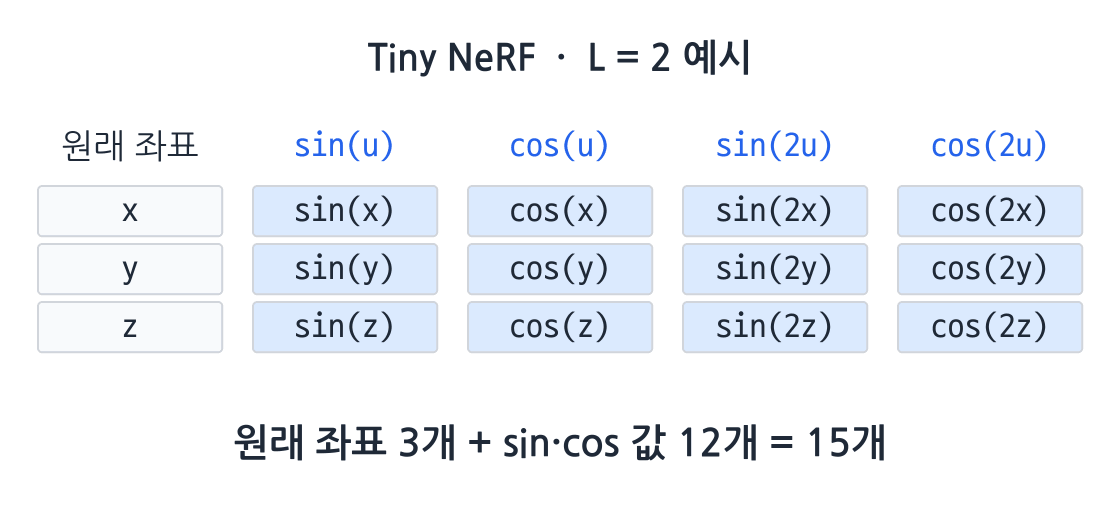 Tiny NeRF · L = 2 예시
원래 좌표 sin(u) cos(u) sin(2u) cos(2u)
x sin(x) cos(x) sin(2x) cos(2x)
y sin(y) cos(y) sin(2y) cos(2y)
z sin(z) cos(z) sin(2z) cos(2z)
원래 좌표 3개 + sin·cos 값 12개 = 15개